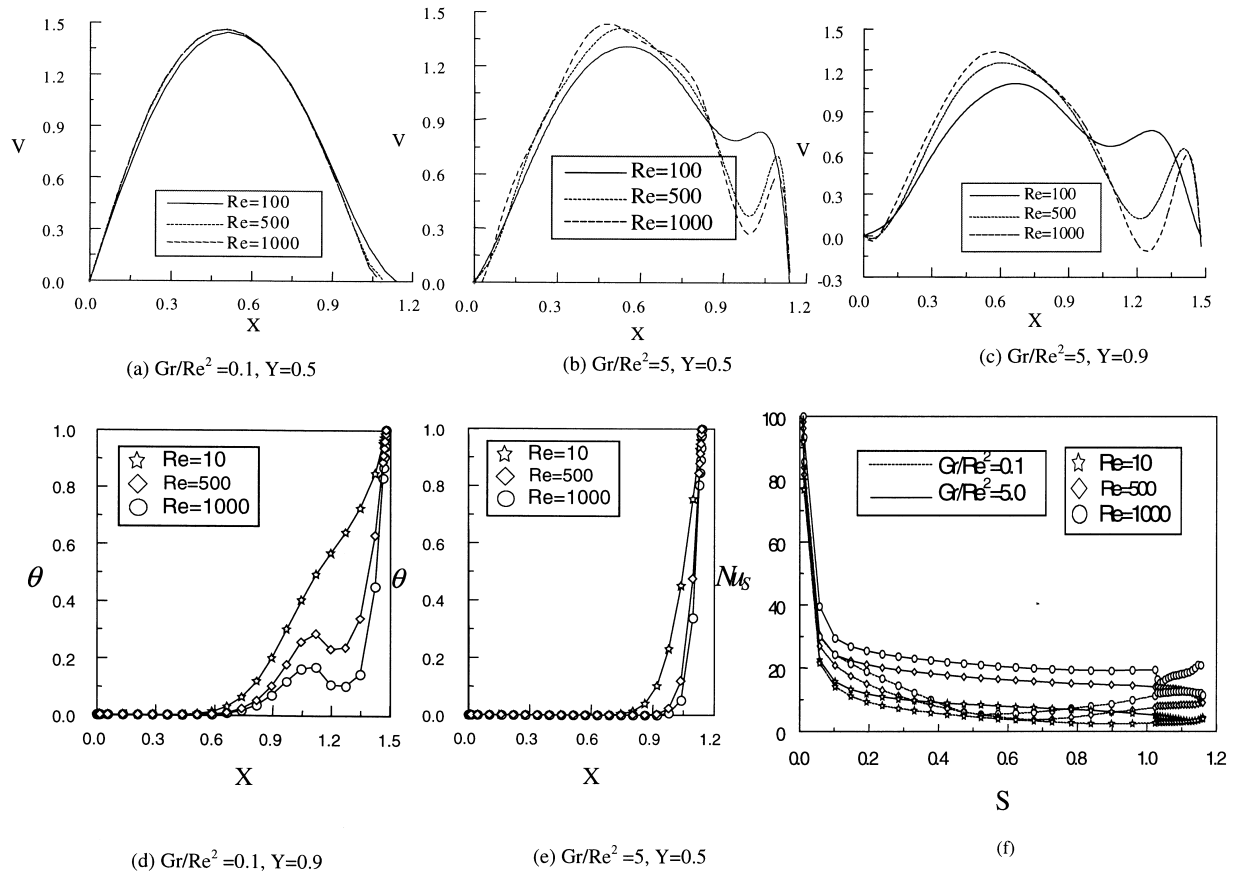 1.5
1.2
0.9
0.6
0.3
0.0
V
Re=100
Re=500
Re=1000
0.0 0.3 0.6 0.9 1.2
X
(a) Gr/Re² =0.1, Y=0.5
1.5
1.2
0.9
0.6
0.3
0.0
V
Re=100
Re=500
Re=1000
0.0 0.3 0.6 0.9 1.2
X
(b) Gr/Re²=5, Y=0.5
1.5
1.2
0.9
0.6
0.3
0.0
-0.3
V
Re=100
Re=500
Re=1000
0.0 0.3 0.6 0.9 1.2 1.5
X
(c) Gr/Re²=5, Y=0.9
1.0
0.8
0.6
0.4
0.2
0.0
θ
Re=10
Re=500
Re=1000
0.0 0.3 0.6 0.9 1.2 1.5
X
(d) Gr/Re² =0.1, Y=0.9
1.0
0.8
0.6
0.4
0.2
0.0
θ
Re=10
Re=500
Re=1000
0.0 0.3 0.6 0.9 1.2
X
(e) Gr/Re² =5, Y=0.5
100
80
60
40
20
0
Nu_S
Gr/Re²=0.1
Gr/Re²=5.0
Re=10
Re=500
Re=1000
0.0 0.2 0.4 0.6 0.8 1.0 1.2
S
(f)